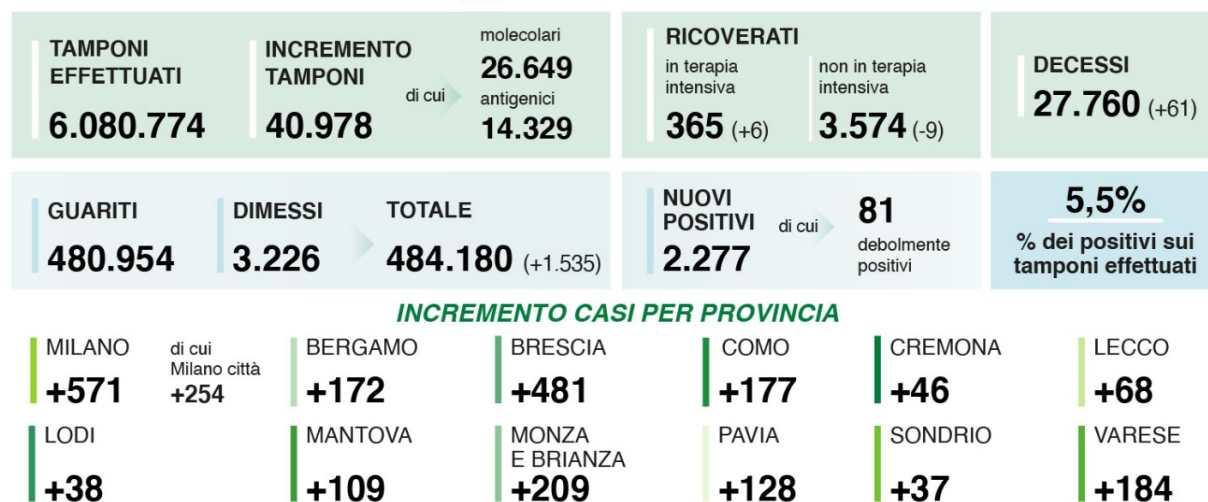 TAMPONI
EFFETTUATI
6.080.774
INCREMENTO
TAMPONI
40.978
di cui
molecolari
26.649
antigenici
14.329
RICOVERATI
in terapia
intensiva
365 (+6)
non in terapia
intensiva
3.574 (-9)
DECESSI
27.760 (+61)
GUARITI
480.954
DIMESSI
3.226
TOTALE
484.180 (+1.535)
NUOVI
POSITIVI
2.277
di cui
81
debolmente
positivi
5,5%
% dei positivi sui
tamponi effettuati
INCREMENTO CASI PER PROVINCIA
MILANO
+571
di cui
Milano città
+254
BERGAMO
+172
BRESCIA
+481
COMO
+177
CREMONA
+46
LECCO
+68
LODI
+38
MANTOVA
+109
MONZA
E BRIANZA
+209
PAVIA
+128
SONDRIO
+37
VARESE
+184